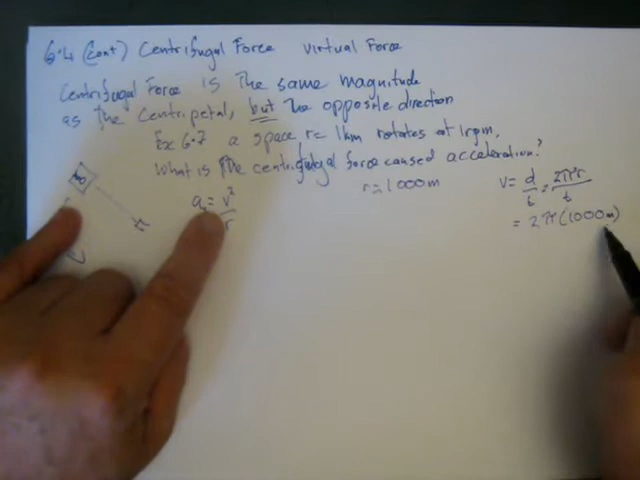 6.4 (cont) Centrifugal Force virtual Force
Centrifugal Force is The same magnitude
as The Centripetal, but The opposite direction
Ex 6.7 a space r= 1km rotates at 1rpm.
What is The centrifugal force caused acceleration?
r = 1000m
a = v²/r
v = d/t = 2πr/t
= 2π(1000m)